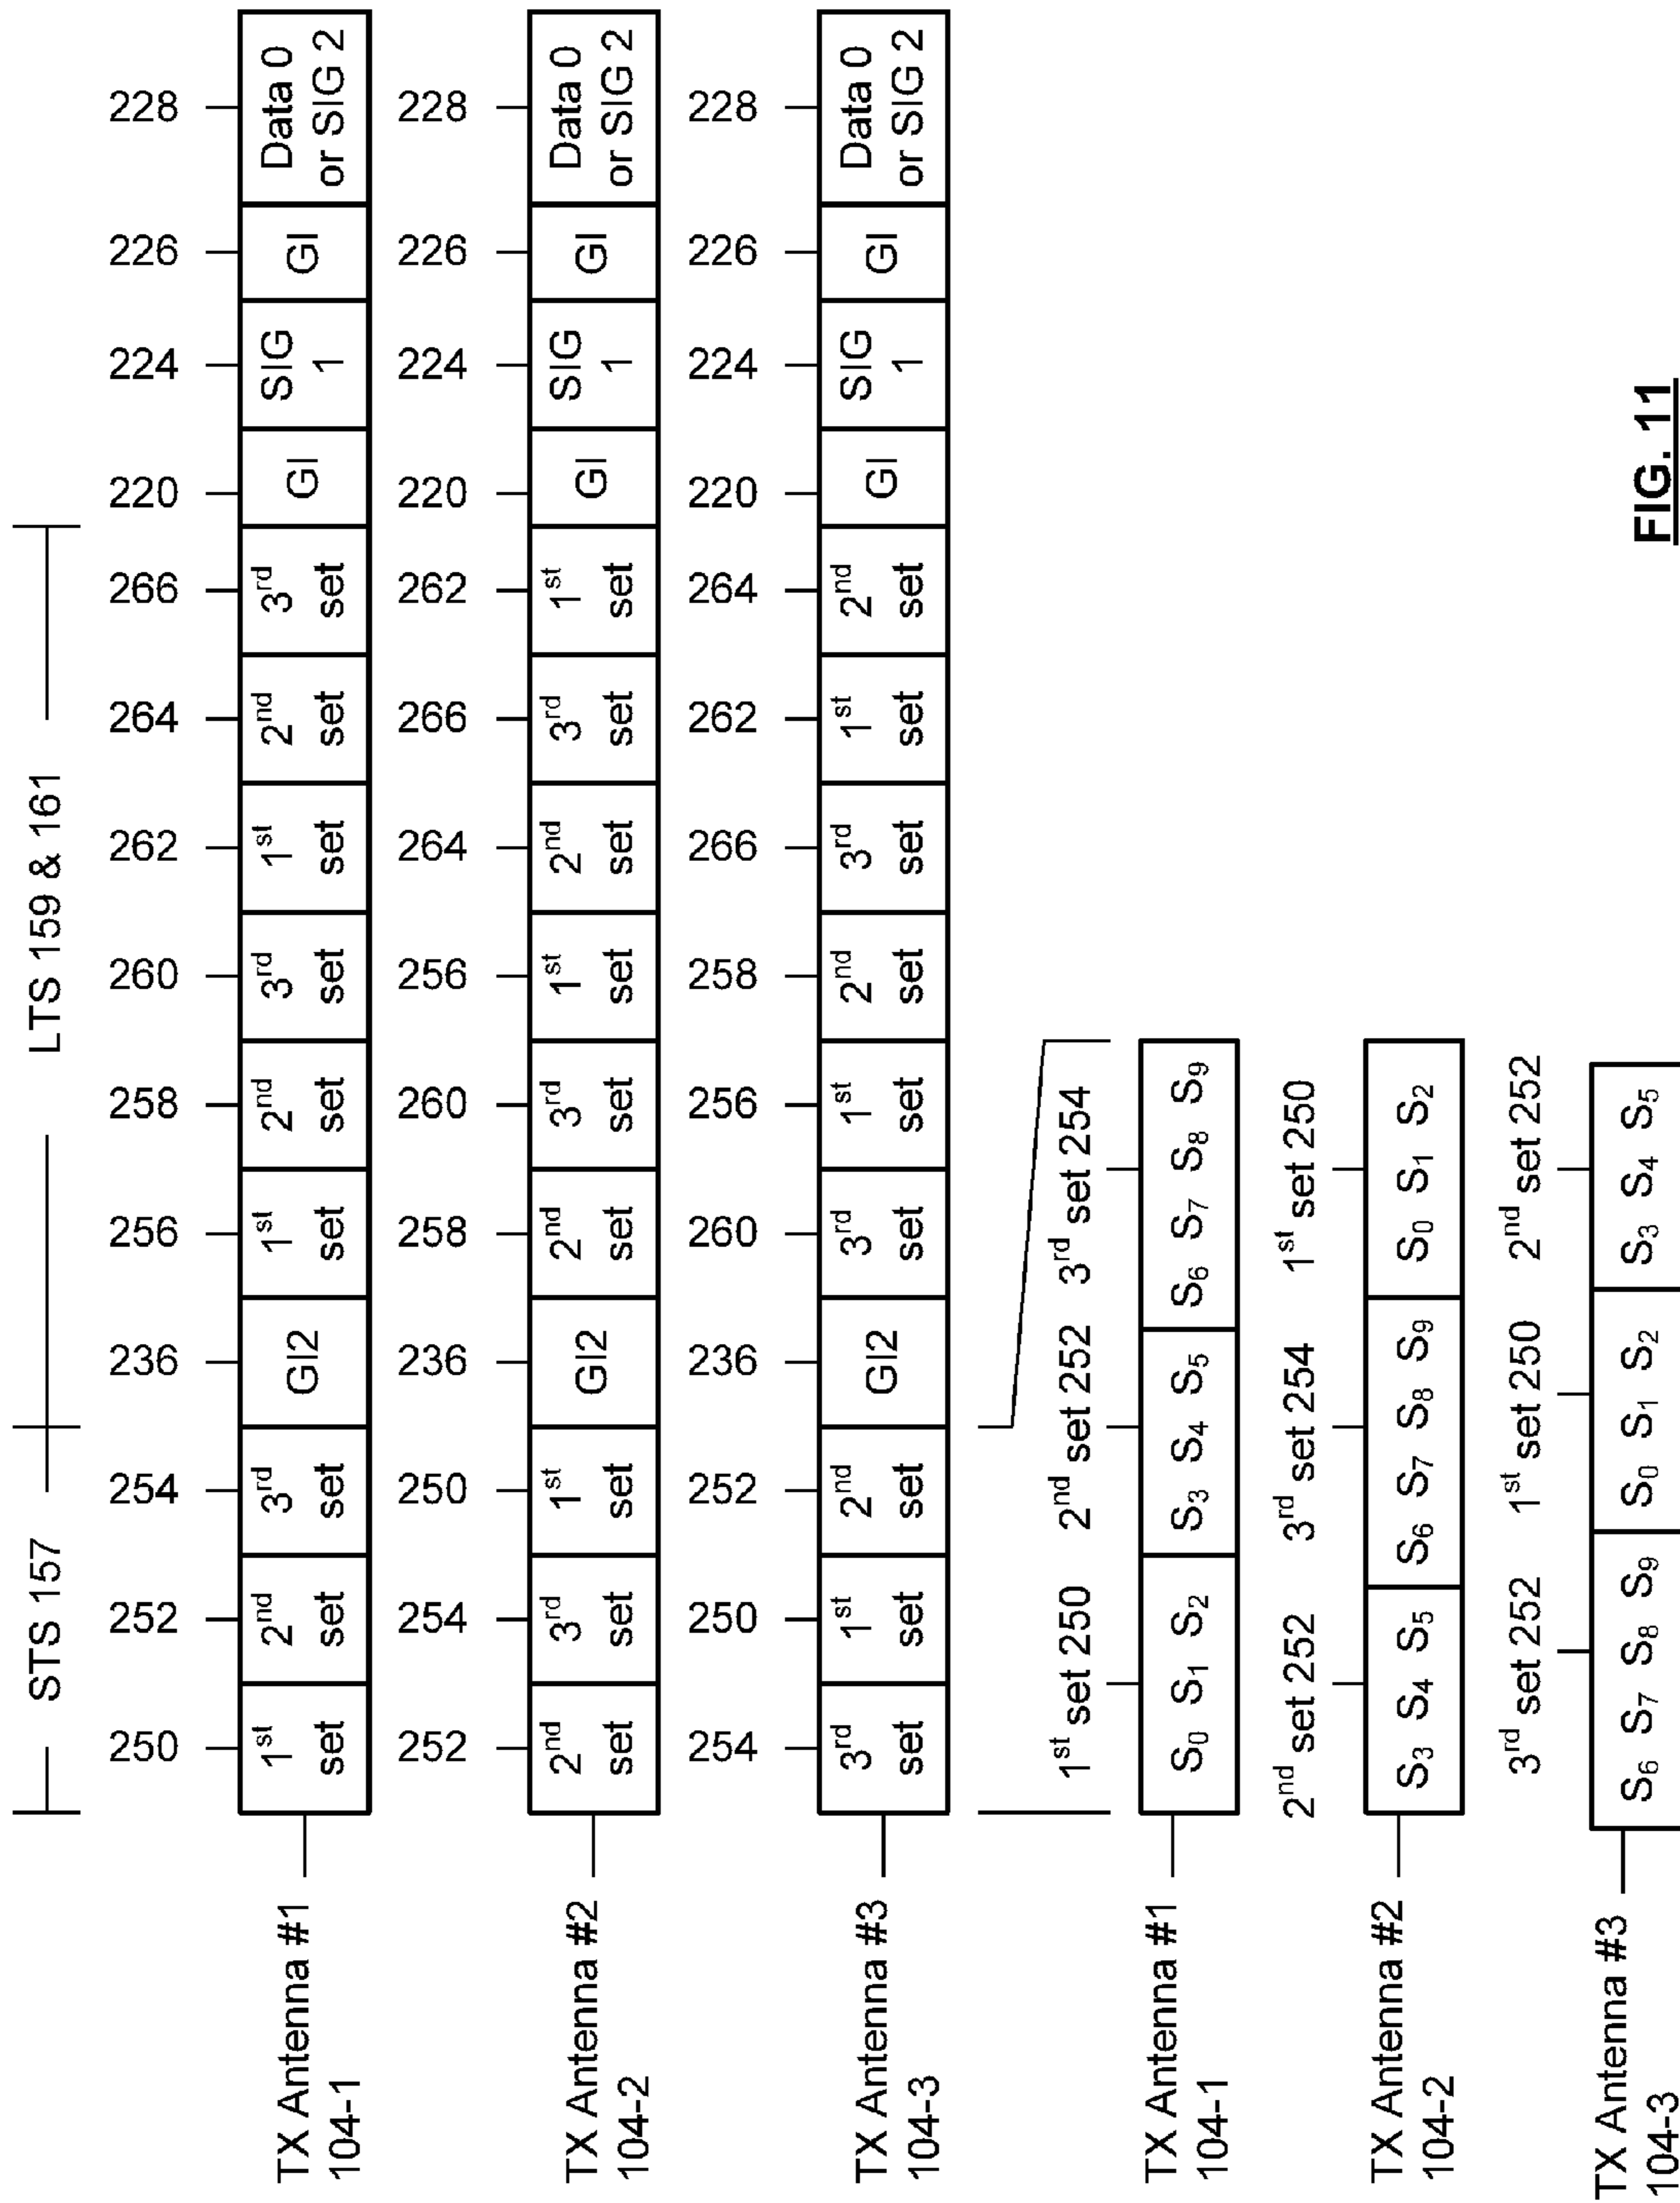 STS 157 LTS 159 & 161
250 252 254 236 256 258 260 262 264 266 220 224 226 228
TX Antenna #1
104-1
1st set 2nd set 3rd set GI2 1st set 2nd set 3rd set 1st set 2nd set 3rd set GI SIG 1 GI Data 0 or SIG 2
252 254 250 236 258 260 256 264 266 262 220 224 226 228
TX Antenna #2
104-2
2nd set 3rd set 1st set GI2 2nd set 3rd set 1st set 2nd set 3rd set 1st set GI SIG 1 GI Data 0 or SIG 2
254 250 252 236 260 256 258 266 262 264 220 224 226 228
TX Antenna #3
104-3
3rd set 1st set 2nd set GI2 3rd set 1st set 2nd set 3rd set 1st set 2nd set GI SIG 1 GI Data 0 or SIG 2
1st set 250 2nd set 252 3rd set 254
TX Antenna #1
104-1
S0 S1 S2 S3 S4 S5 S6 S7 S8 S9
2nd set 252 3rd set 254 1st set 250
TX Antenna #2
104-2
S3 S4 S5 S6 S7 S8 S9 S0 S1 S2
3rd set 252 1st set 250 2nd set 252
TX Antenna #3
104-3
S6 S7 S8 S9 S0 S1 S2 S3 S4 S5
FIG. 11